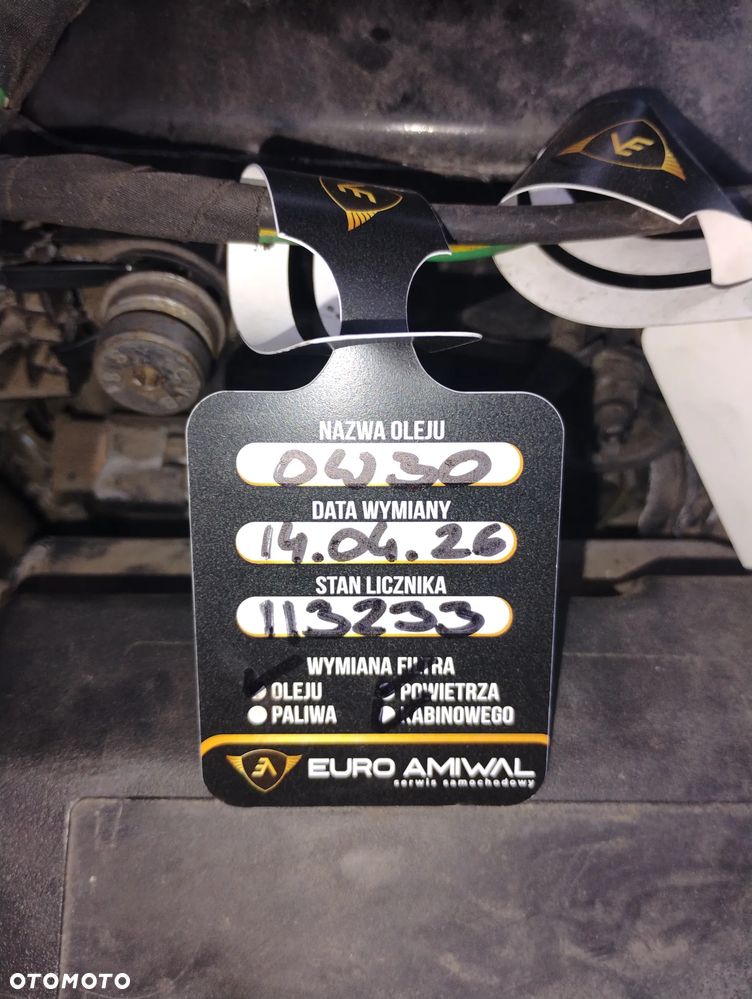 NAZWA OLEJU
0W30
DATA WYMIANY
14.04.26
STAN LICZNIKA
113233
WYMIANA FILTRA
OLEJU POWIETRZA
PALIWA KABINOWEGO
EURO AMIWAL
serwis samochodowy
OTOMOTO